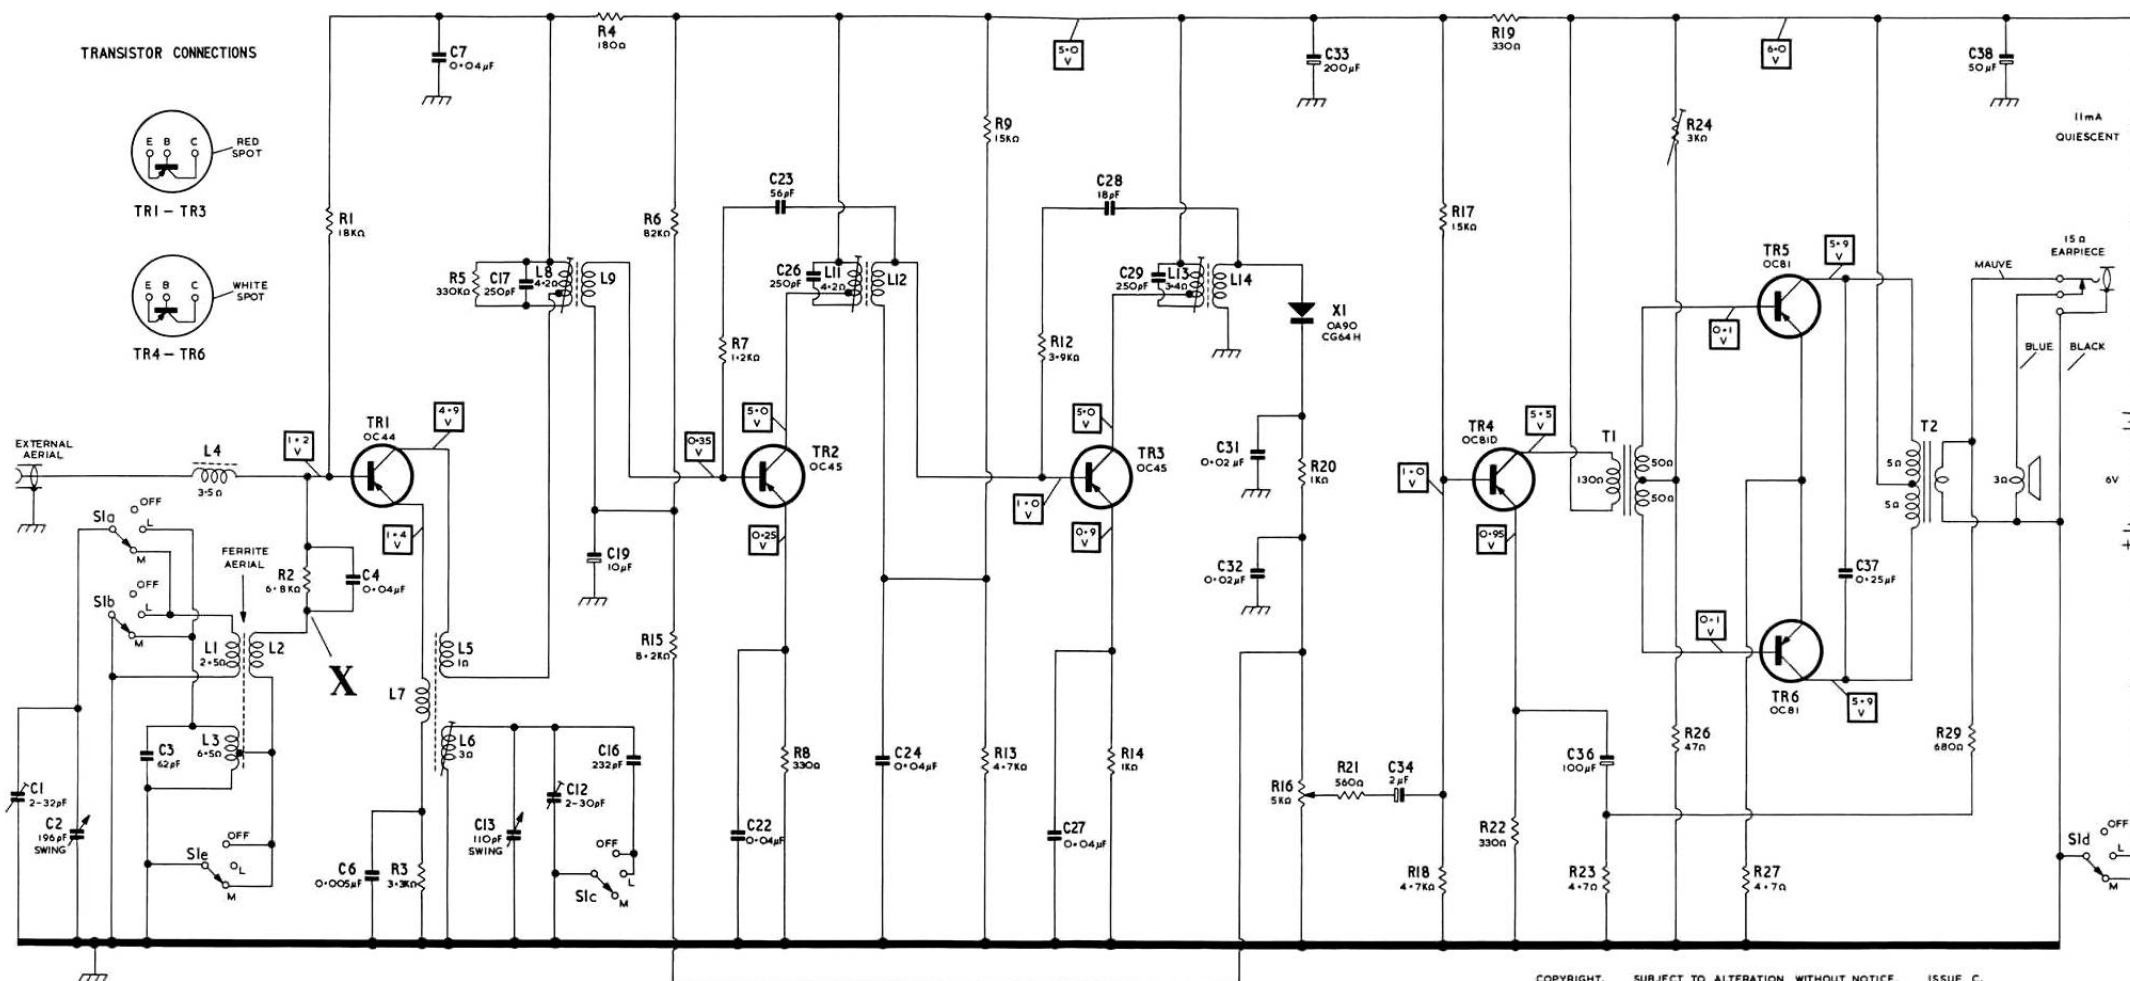 TRANSISTOR CONNECTIONS
E B C
RED
SPOT
TR1 – TR3
E B C
WHITE
SPOT
TR4 – TR6
EXTERNAL
AERIAL
L4
3·5Ω
S1a
OFF
L
M
S1b
OFF
L
M
FERRITE
AERIAL
L1
2·5Ω
L2
L3
6·5Ω
C3
62pF
C1
2-32pF
C2
196pF
SWING
S1e
OFF
L
M
R1
18KΩ
1·2
V
TR1
OC44
4·9
V
1·4
V
R2
6·8KΩ
C4
0·04µF
X
L5
1Ω
L7
L6
3Ω
C6
0·005µF
R3
3·3KΩ
C13
110pF
SWING
C12
2-30pF
C16
232pF
OFF
L
M
S1c
C7
0·04µF
R4
180Ω
R5
330KΩ
C17
250pF
L8
4·2Ω
L9
R6
82KΩ
C19
10µF
R15
8·2KΩ
C23
56pF
R7
1·2KΩ
C26
250pF
L11
4·2Ω
L12
0·35
V
5·0
V
TR2
OC45
0·25
V
R8
330Ω
C22
0·04µF
C24
0·04µF
R9
15KΩ
R13
4·7KΩ
5·0
V
C28
18pF
R12
3·9KΩ
C29
250pF
L13
3·4Ω
L14
1·0
V
5·0
V
TR3
OC45
0·9
V
R14
1KΩ
C27
0·04µF
C33
200µF
X1
OA90
CG64H
C31
0·02µF
R20
1KΩ
C32
0·02µF
R16
5KΩ
R21
560Ω
C34
2µF
R17
15KΩ
R18
4·7KΩ
1·0
V
TR4
OC81D
5·5
V
0·95
V
R22
330Ω
R19
330Ω
T1
130Ω
50Ω
50Ω
R24
3KΩ
6·0
V
C38
50µF
11mA
QUIESCENT
TR5
OC81
5·9
V
0·1
V
0·1
V
TR6
OC81
5·9
V
C37
0·25µF
T2
5Ω
5Ω
3Ω
15Ω
EARPIECE
MAUVE
BLUE
BLACK
6V
+
C36
100µF
R23
4·7Ω
R26
47Ω
R27
4·7Ω
R29
680Ω
S1d
OFF
L
M
COPYRIGHT. SUBJECT TO ALTERATION WITHOUT NOTICE. ISSUE C.